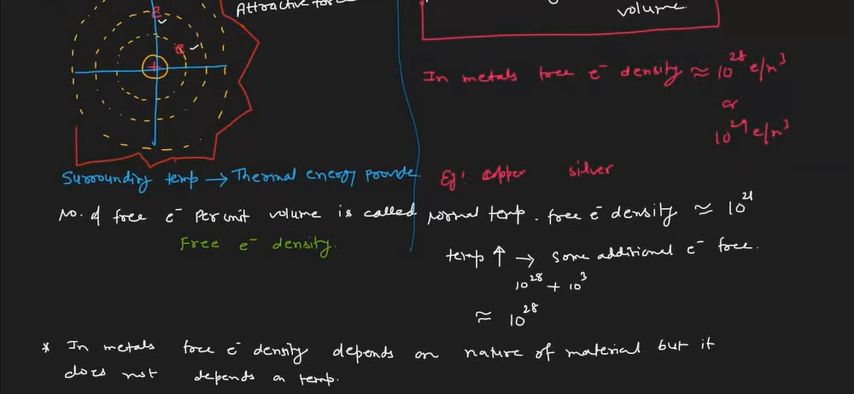 Attractive force
volume
In metals free e⁻ density ≈ 10²⁸ e/m³
or
10²⁹ e/m³
Surrounding temp → Thermal energy provide
Eg: copper silver
No. of free e⁻ per unit volume is called
Free e⁻ density.
Normal temp. free e⁻ density ≈ 10²⁸
temp ↑ → some additional e⁻ free.
10²⁸ + 10³
≈ 10²⁸
* In metals free e⁻ density depends on nature of material but it
does not depends on temp.